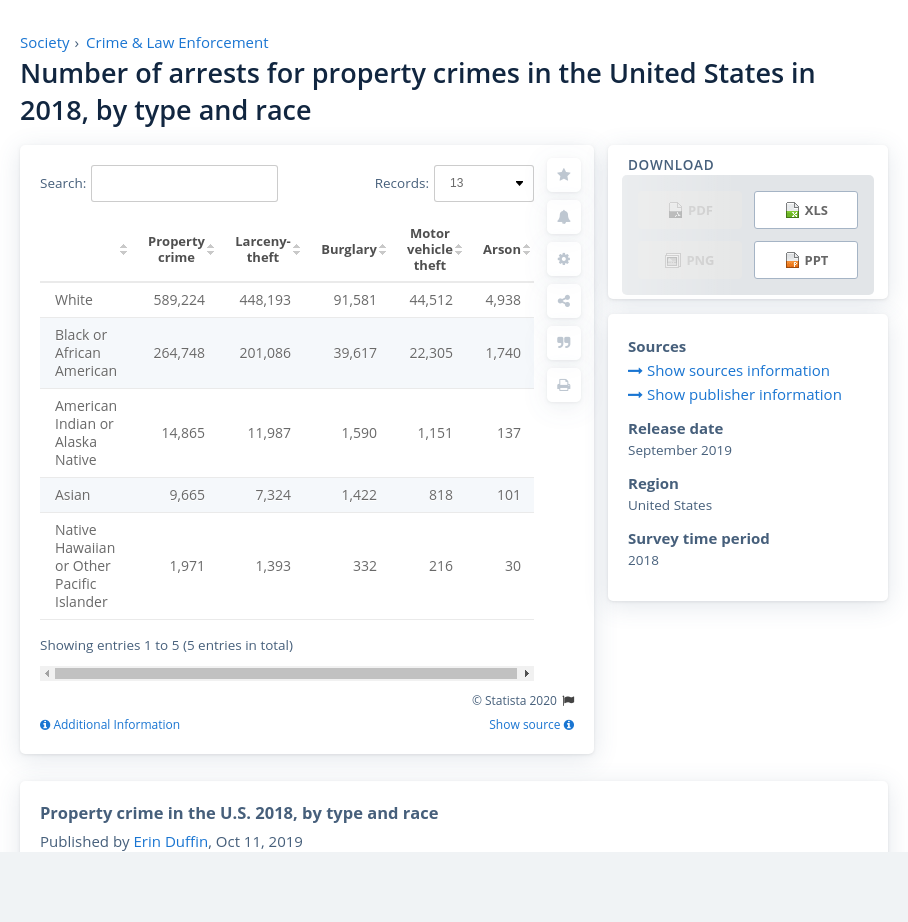 Society › Crime & Law Enforcement
Number of arrests for property crimes in the United States in
2018, by type and race
Search:
Records: 13
Property crime Larceny-theft Burglary Motor vehicle theft Arson
White 589,224 448,193 91,581 44,512 4,938
Black or African American 264,748 201,086 39,617 22,305 1,740
American Indian or Alaska Native 14,865 11,987 1,590 1,151 137
Asian 9,665 7,324 1,422 818 101
Native Hawaiian or Other Pacific Islander 1,971 1,393 332 216 30
Showing entries 1 to 5 (5 entries in total)
© Statista 2020
Additional Information
Show source
DOWNLOAD
PDF XLS
PNG PPT
Sources
Show sources information
Show publisher information
Release date
September 2019
Region
United States
Survey time period
2018
Property crime in the U.S. 2018, by type and race
Published by Erin Duffin, Oct 11, 2019